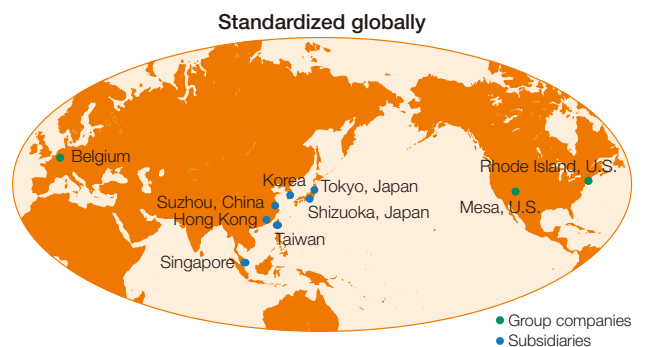 Standardized globally
Belgium
Rhode Island, U.S.
Korea
Tokyo, Japan
Suzhou, China
Mesa, U.S.
Shizuoka, Japan
Hong Kong
Taiwan
Singapore
Group companies
Subsidiaries